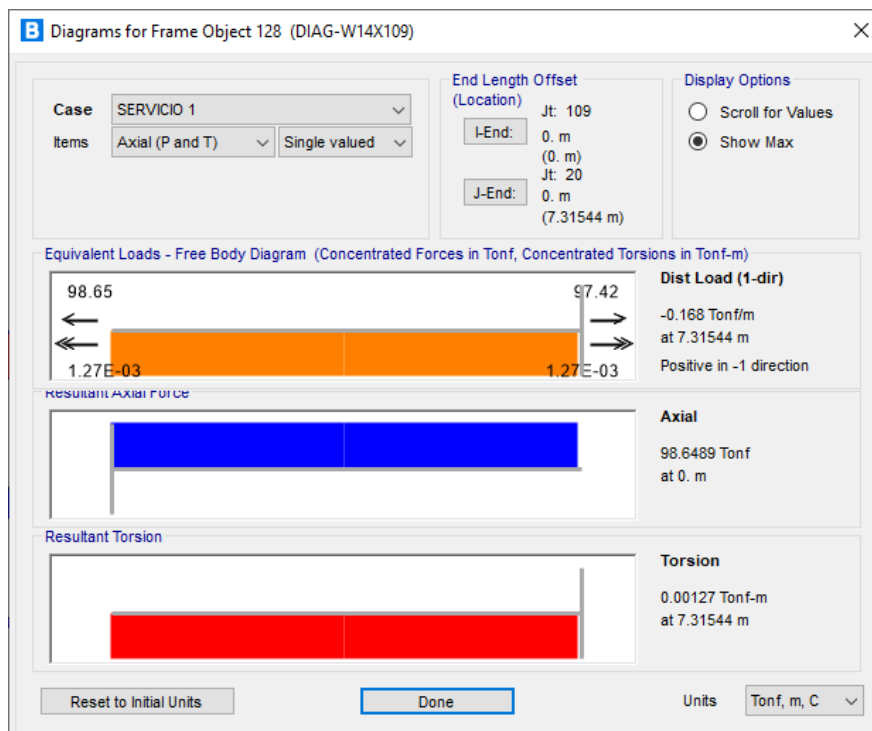 B Diagrams for Frame Object 128 (DIAG-W14X109)
Case SERVICIO 1
Items Axial (P and T) Single valued
End Length Offset
(Location)
Jt: 109
I-End: 0. m
(0. m)
Jt: 20
J-End: 0. m
(7.31544 m)
Display Options
Scroll for Values
Show Max
Equivalent Loads - Free Body Diagram (Concentrated Forces in Tonf, Concentrated Torsions in Tonf-m)
98.65 97.42
1.27E-03 1.27E-03
Dist Load (1-dir)
-0.168 Tonf/m
at 7.31544 m
Positive in -1 direction
Resultant Axial Force
Axial
98.6489 Tonf
at 0. m
Resultant Torsion
Torsion
0.00127 Tonf-m
at 7.31544 m
Reset to Initial Units Done Units Tonf, m, C